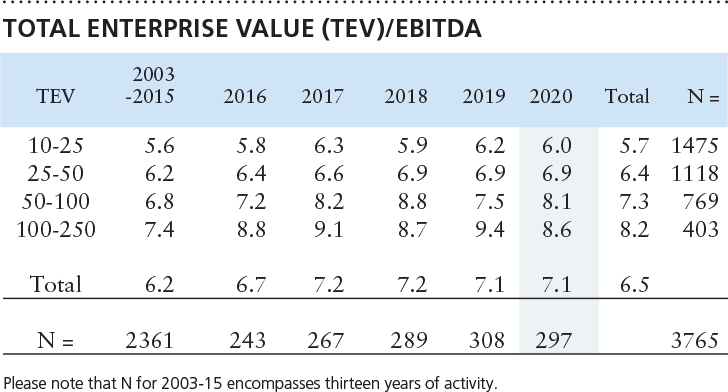 TOTAL ENTERPRISE VALUE (TEV)/EBITDA
TEV 2003 -2015 2016 2017 2018 2019 2020 Total N =
10-25 5.6 5.8 6.3 5.9 6.2 6.0 5.7 1475
25-50 6.2 6.4 6.6 6.9 6.9 6.9 6.4 1118
50-100 6.8 7.2 8.2 8.8 7.5 8.1 7.3 769
100-250 7.4 8.8 9.1 8.7 9.4 8.6 8.2 403
Total 6.2 6.7 7.2 7.2 7.1 7.1 6.5
N = 2361 243 267 289 308 297 3765
Please note that N for 2003-15 encompasses thirteen years of activity.